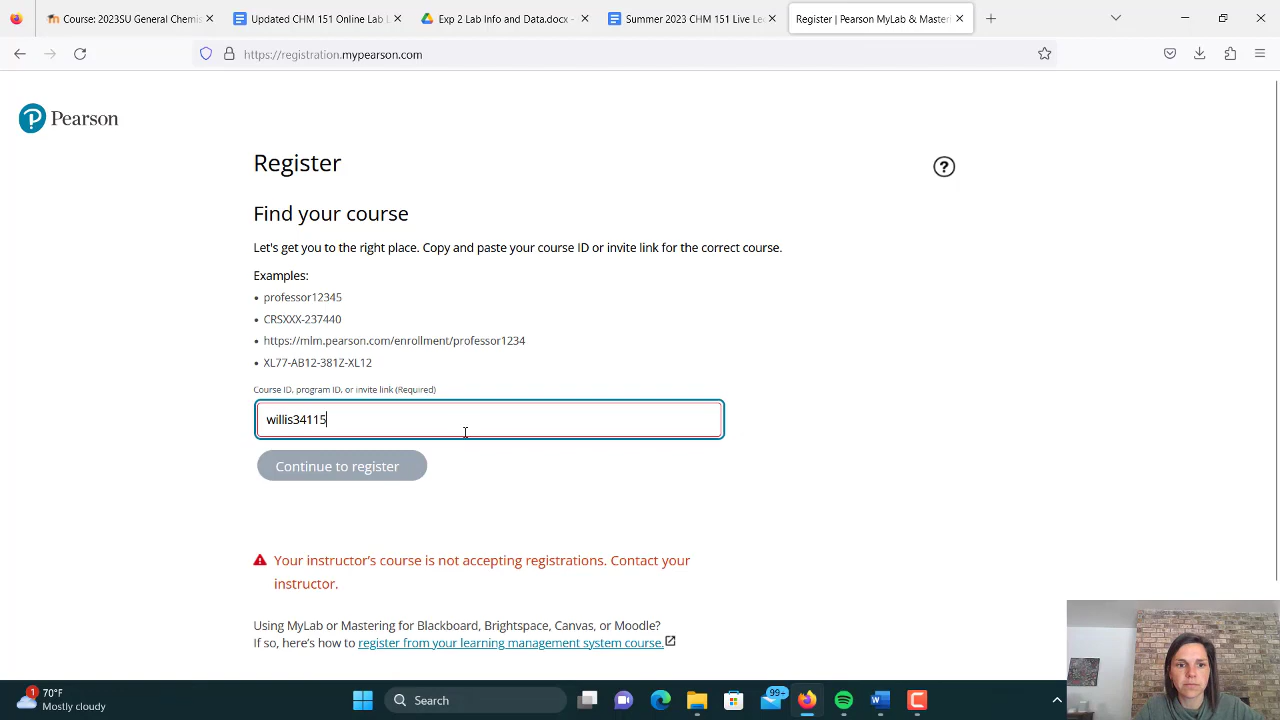 Course: 2023SU General Chemis
Updated CHM 151 Online Lab
Exp 2 Lab Info and Data.docx -
Summer 2023 CHM 151 Live Le
Register | Pearson MyLab & Master
https://registration.mypearson.com
Pearson
Register
Find your course
Let's get you to the right place. Copy and paste your course ID or invite link for the correct course.
Examples:
• professor12345
• CRSXXX-237440
• https://mlm.pearson.com/enrollment/professor1234
• XL77-AB12-381Z-XL12
Course ID, program ID, or invite link (Required)
willis34115
Continue to register
Your instructor's course is not accepting registrations. Contact your
instructor.
Using MyLab or Mastering for Blackboard, Brightspace, Canvas, or Moodle?
If so, here's how to register from your learning management system course.
1
70°F
Mostly cloudy
Search
99+